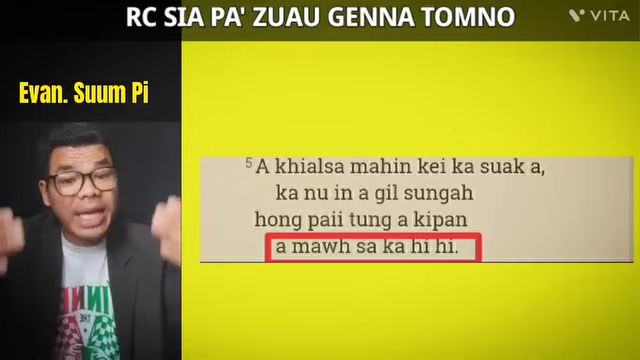 RC SIA PA' ZUAU GENNA TOMNO
VITA
Evan. Suum Pi
5 A khialsa mahin kei ka suak a,
ka nu in a gil sungah
hong paii tung a kipan
a mawh sa ka hi hi.